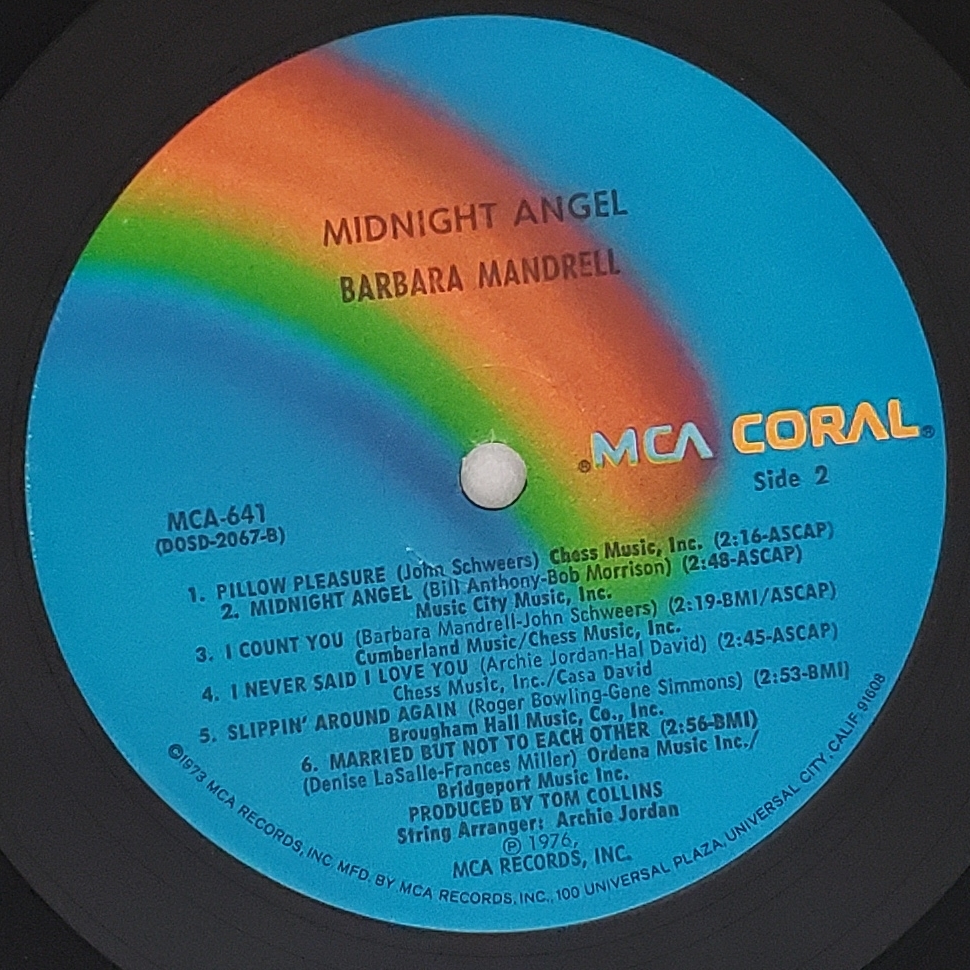 MIDNIGHT ANGEL
BARBARA MANDRELL
®MCA CORAL®
Side 2
MCA-641
(DOSD-2067-B)
1. PILLOW PLEASURE (John Schweers) Chess Music, Inc. (2:16-ASCAP)
2. MIDNIGHT ANGEL (Bill Anthony-Bob Morrison) (2:48-ASCAP)
Music City Music, Inc.
3. I COUNT YOU (Barbara Mandrell-John Schweers) (2:19-BMI/ASCAP)
Cumberland Music/Chess Music, Inc.
4. I NEVER SAID I LOVE YOU (Archie Jordan-Hal David) (2:45-ASCAP)
Chess Music, Inc./Casa David
5. SLIPPIN' AROUND AGAIN (Roger Bowling-Gene Simmons) (2:53-BMI)
Brougham Hall Music, Co., Inc.
6. MARRIED BUT NOT TO EACH OTHER (2:56-BMI)
(Denise LaSalle-Frances Miller) Ordena Music Inc./
Bridgeport Music Inc.
PRODUCED BY TOM COLLINS
String Arranger: Archie Jordan
℗ 1976,
MCA RECORDS, INC.
©1973 MCA RECORDS, INC. MFD. BY MCA RECORDS, INC., 100 UNIVERSAL PLAZA, UNIVERSAL CITY, CALIF. 91608